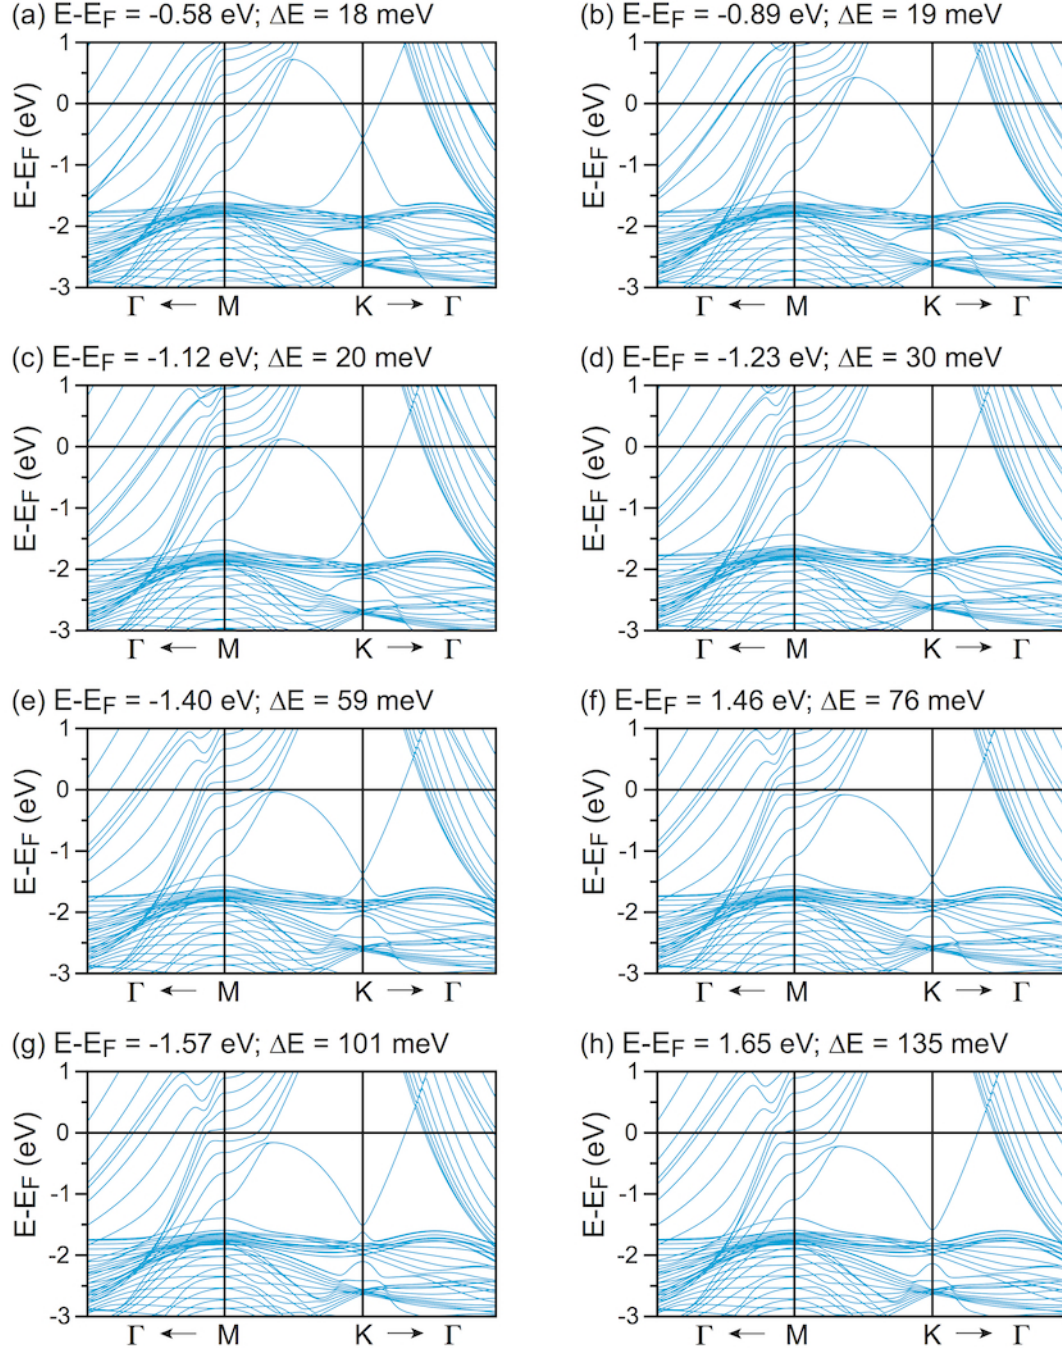 (a) E-EF = -0.58 eV; ΔE = 18 meV
(b) E-EF = -0.89 eV; ΔE = 19 meV
E-EF (eV)
1
0
-1
-2
-3
Γ ← M K → Γ
E-EF (eV)
1
0
-1
-2
-3
Γ ← M K → Γ
(c) E-EF = -1.12 eV; ΔE = 20 meV
(d) E-EF = -1.23 eV; ΔE = 30 meV
E-EF (eV)
1
0
-1
-2
-3
Γ ← M K → Γ
E-EF (eV)
1
0
-1
-2
-3
Γ ← M K → Γ
(e) E-EF = -1.40 eV; ΔE = 59 meV
(f) E-EF = 1.46 eV; ΔE = 76 meV
E-EF (eV)
1
0
-1
-2
-3
Γ ← M K → Γ
E-EF (eV)
1
0
-1
-2
-3
Γ ← M K → Γ
(g) E-EF = -1.57 eV; ΔE = 101 meV
(h) E-EF = 1.65 eV; ΔE = 135 meV
E-EF (eV)
1
0
-1
-2
-3
Γ ← M K → Γ
E-EF (eV)
1
0
-1
-2
-3
Γ ← M K → Γ